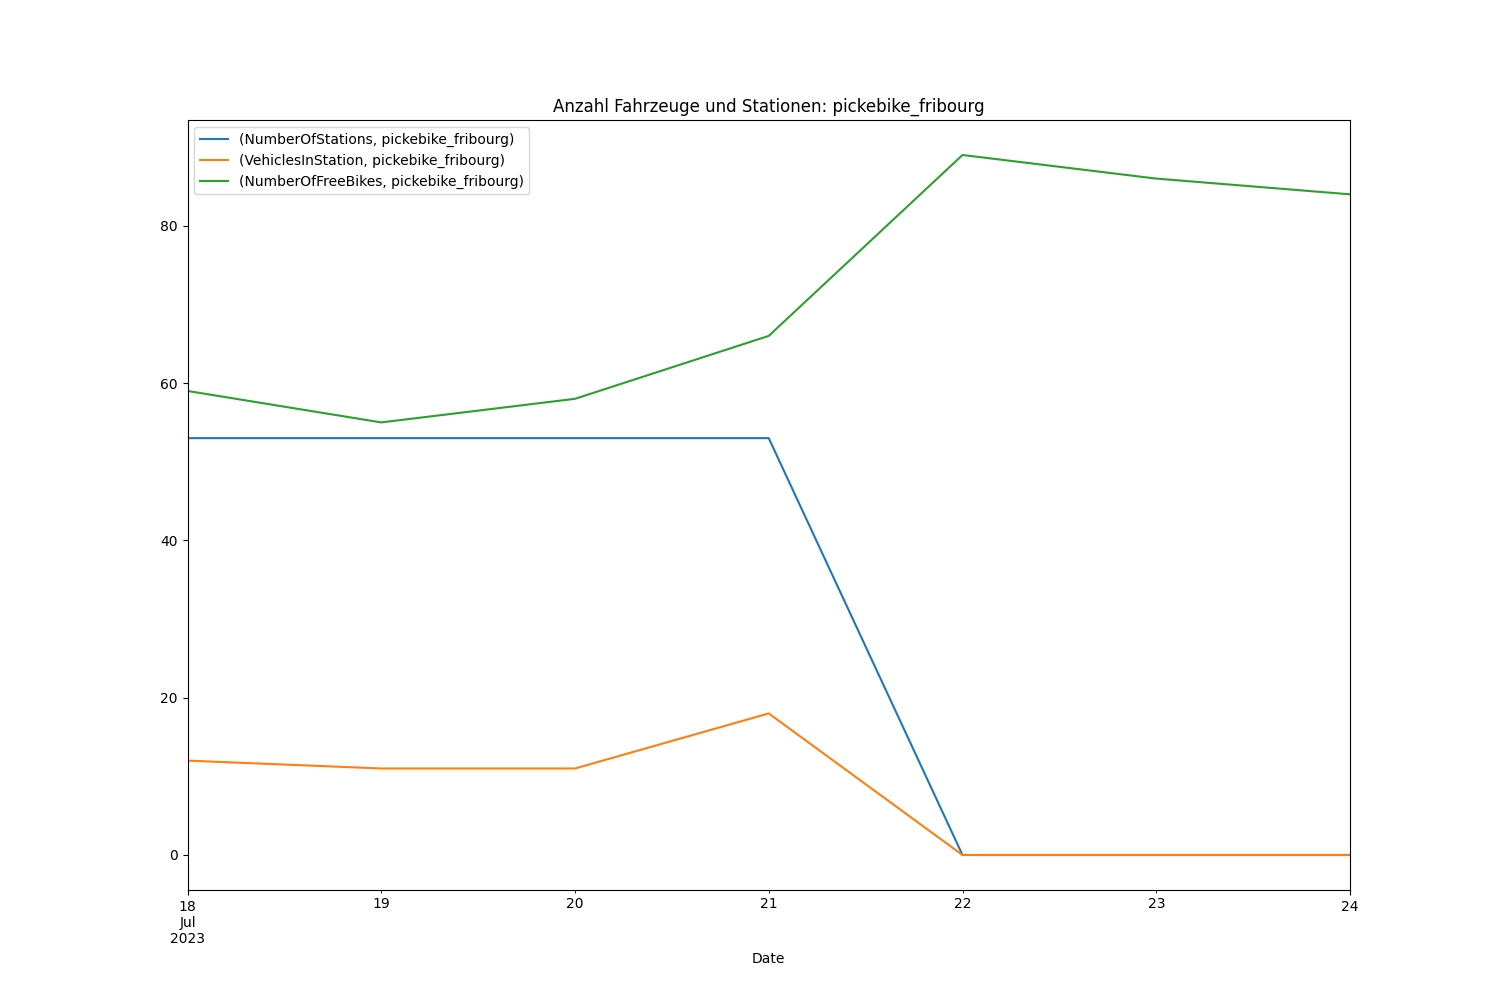 Anzahl Fahrzeuge und Stationen: pickebike_fribourg
(NumberOfStations, pickebike_fribourg)
(VehiclesInStation, pickebike_fribourg)
(NumberOfFreeBikes, pickebike_fribourg)
80
60
40
20
0
18 19 20 21 22 23 24
Jul
2023
Date